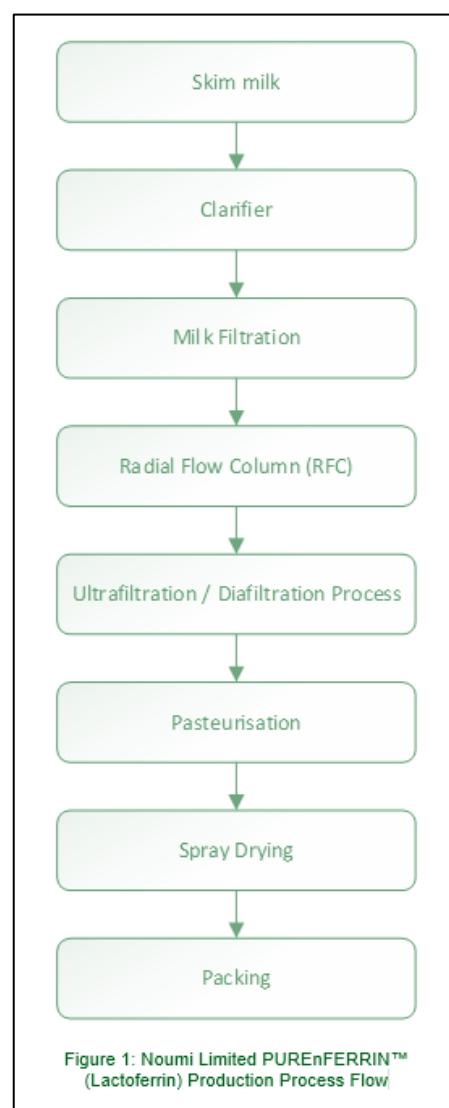 Skim milk
Clarifier
Milk Filtration
Radial Flow Column (RFC)
Ultrafiltration / Diafiltration Process
Pasteurisation
Spray Drying
Packing
Figure 1: Noumi Limited PUREnFERRIN™
(Lactoferrin) Production Process Flow